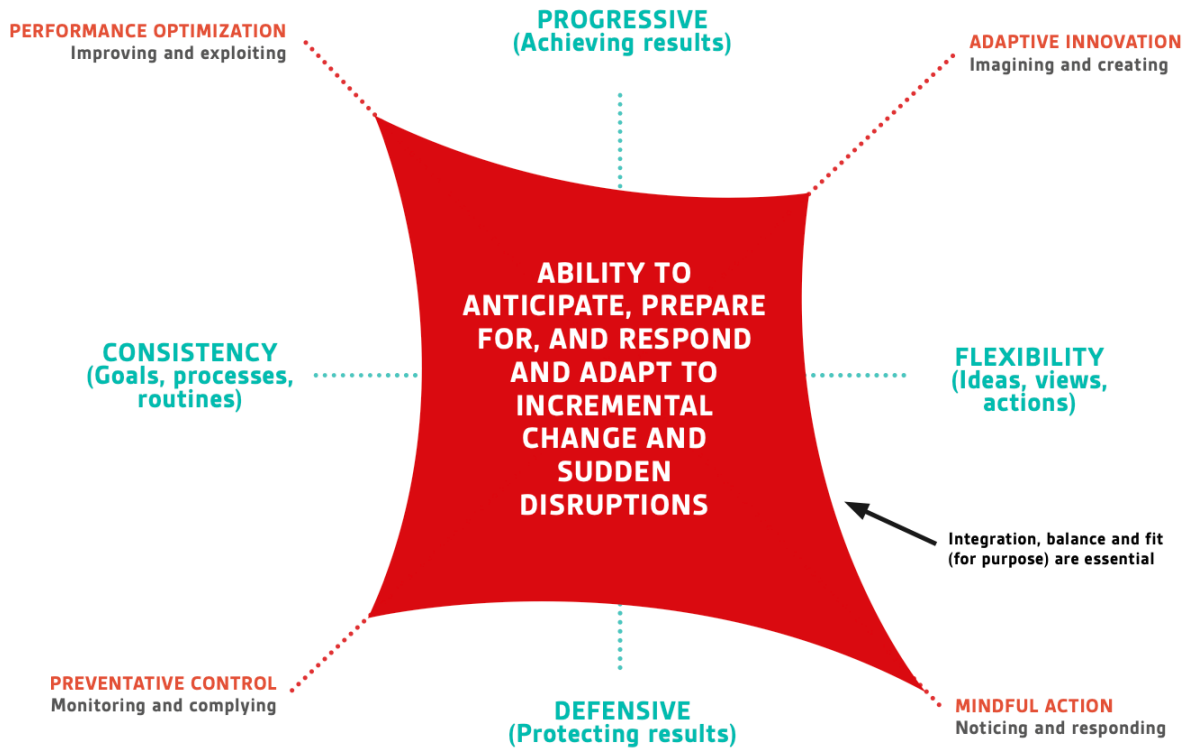 PROGRESSIVE
(Achieving results)
PERFORMANCE OPTIMIZATION
Improving and exploiting
ADAPTIVE INNOVATION
Imagining and creating
ABILITY TO
ANTICIPATE, PREPARE
FOR, AND RESPOND
AND ADAPT TO
INCREMENTAL
CHANGE AND
SUDDEN
DISRUPTIONS
CONSISTENCY
(Goals, processes,
routines)
FLEXIBILITY
(Ideas, views,
actions)
Integration, balance and fit
(for purpose) are essential
PREVENTATIVE CONTROL
Monitoring and complying
DEFENSIVE
(Protecting results)
MINDFUL ACTION
Noticing and responding